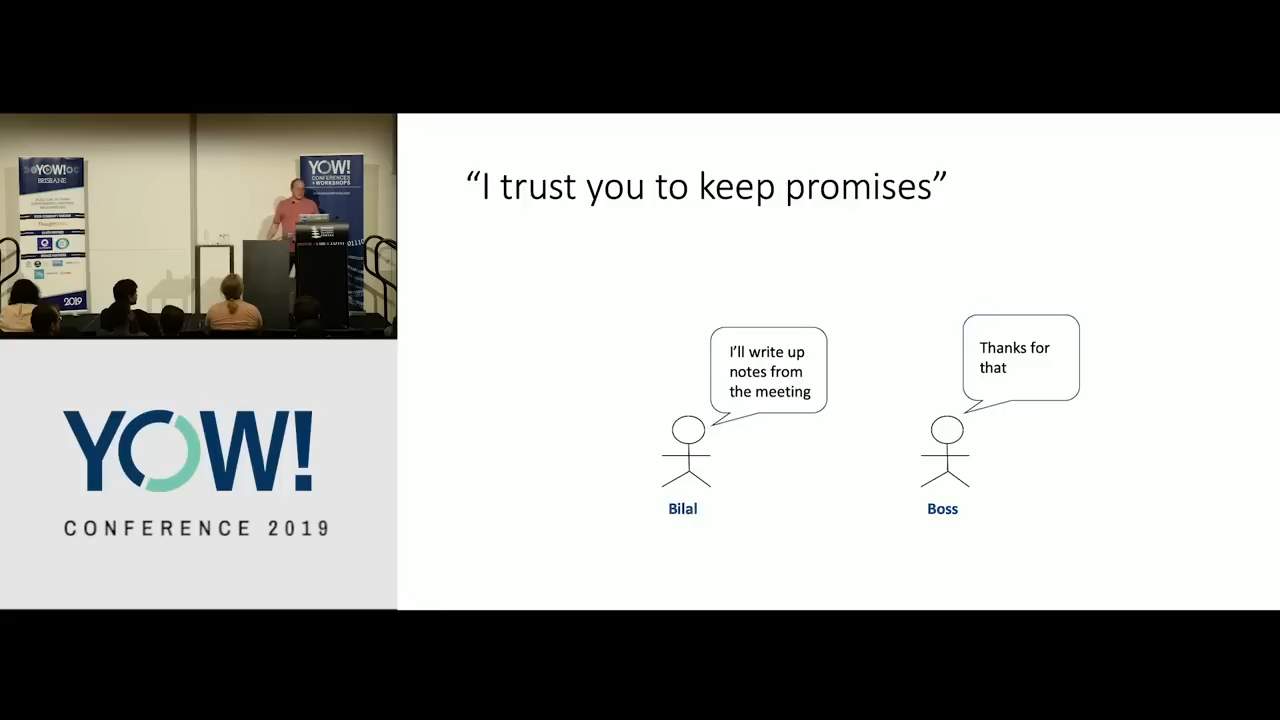 YOW!
BRISBANE
2019
YOW!
CONFERENCES
& WORKSHOPS
YOW!
CONFERENCE 2019
“I trust you to keep promises”
I’ll write up
notes from
the meeting
Thanks for
that
Bilal
Boss